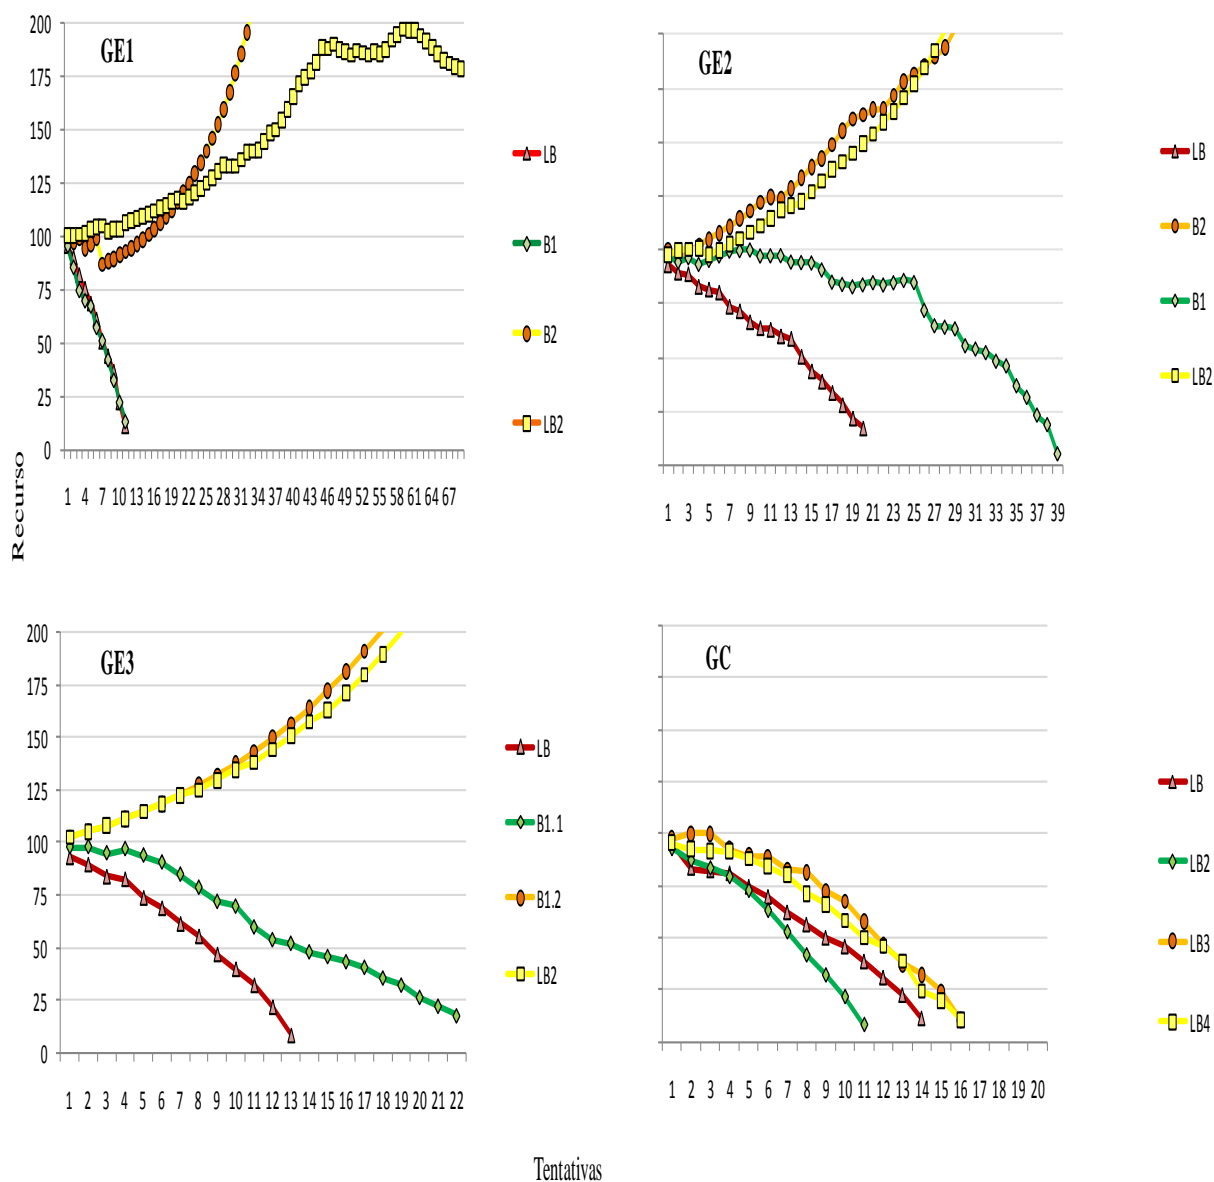 GE1
200
175
150
125
100
75
50
25
0
1 4 7 10 13 16 19 22 25 28 31 34 37 40 43 46 49 52 55 58 61 64 67
LB
B1
B2
LB2
GE2
1 3 5 7 9 11 13 15 17 19 21 23 25 27 29 31 33 35 37 39
LB
B2
B1
LB2
Recurso
GE3
200
175
150
125
100
75
50
25
0
1 2 3 4 5 6 7 8 9 10 11 12 13 14 15 16 17 18 19 20 21 22
LB
B1.1
B1.2
LB2
GC
1 2 3 4 5 6 7 8 9 10 11 12 13 14 15 16 17 18 19 20
LB
LB2
LB3
LB4
Tentativas